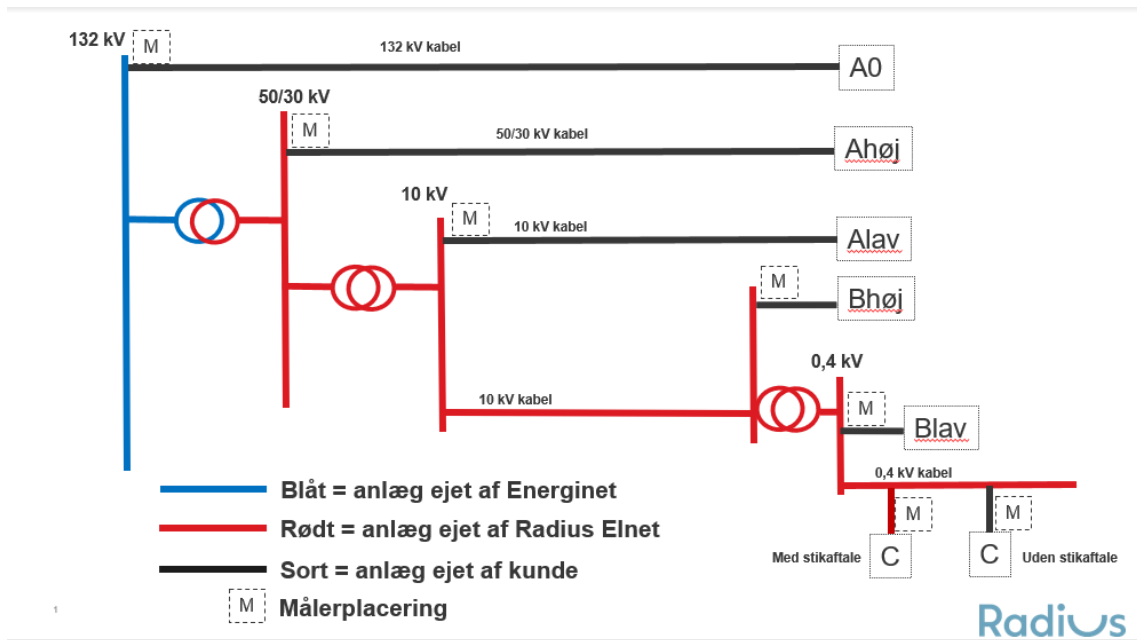 132 kV
M
132 kV kabel
A0
50/30 kV
M
50/30 kV kabel
Ahøj
10 kV
M
10 kV kabel
Alav
M
Bhøj
0,4 kV
10 kV kabel
M
Blav
0,4 kV kabel
Blåt = anlæg ejet af Energinet
M
M
Rødt = anlæg ejet af Radius Elnet
Med stikaftale
C
C
Uden stikaftale
Sort = anlæg ejet af kunde
M
Målerplacering
1
Radius